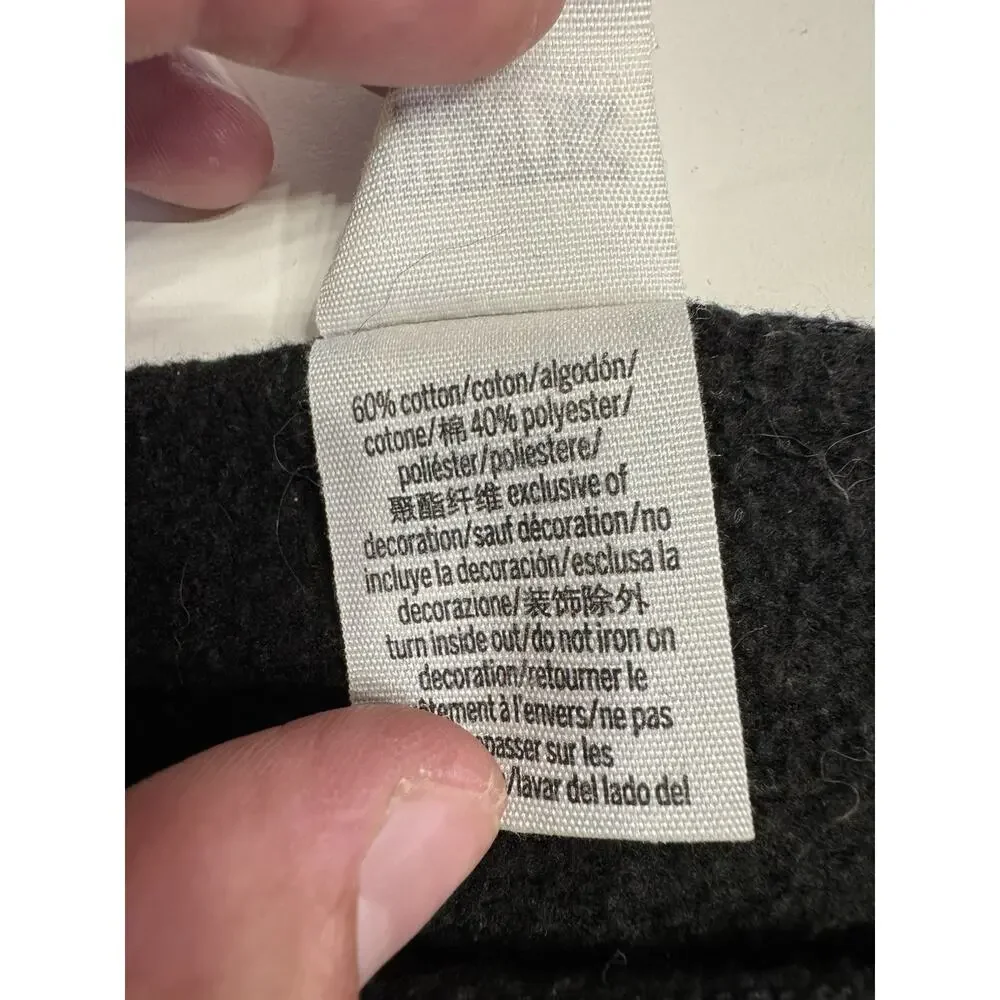 60% cotton/coton/algodón/
cotone/棉 40% polyester/
poliéster/poliestere/
聚酯纤维 exclusive of
decoration/sauf décoration/no
incluye la decoración/esclusa la
decorazione/装饰除外
turn inside out/do not iron on
decoration/retourner le
à l'envers/ne pas
sur les
/lavar del lado del